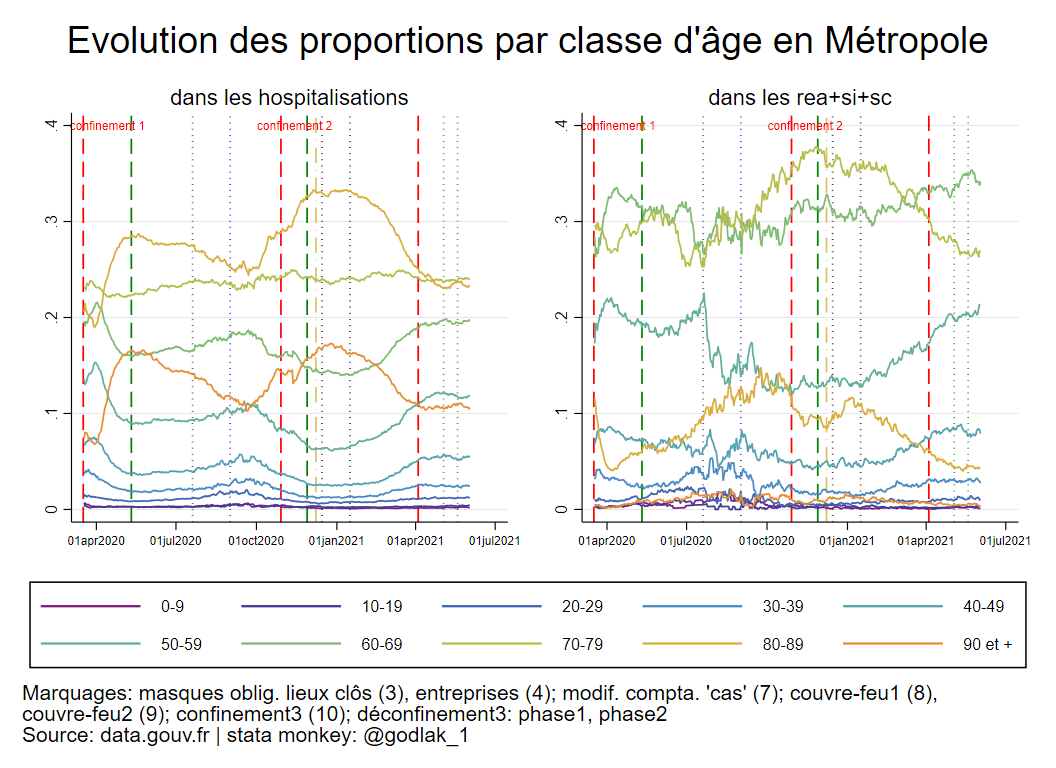 Evolution des proportions par classe d'âge en Métropole
dans les hospitalisations
dans les rea+si+sc
confinement 1
confinement 2
confinement 1
confinement 2
.4
.3
.2
.1
0
.4
.3
.2
.1
0
01apr2020 01jul2020 01oct2020 01jan2021 01apr2021 01jul2021
01apr2020 01jul2020 01oct2020 01jan2021 01apr2021 01jul2021
0-9 10-19 20-29 30-39 40-49
50-59 60-69 70-79 80-89 90 et +
Marquages: masques oblig. lieux clôs (3), entreprises (4); modif. compta. 'cas' (7); couvre-feu1 (8),
couvre-feu2 (9); confinement3 (10); déconfinement3: phase1, phase2
Source: data.gouv.fr | stata monkey: @godlak_1